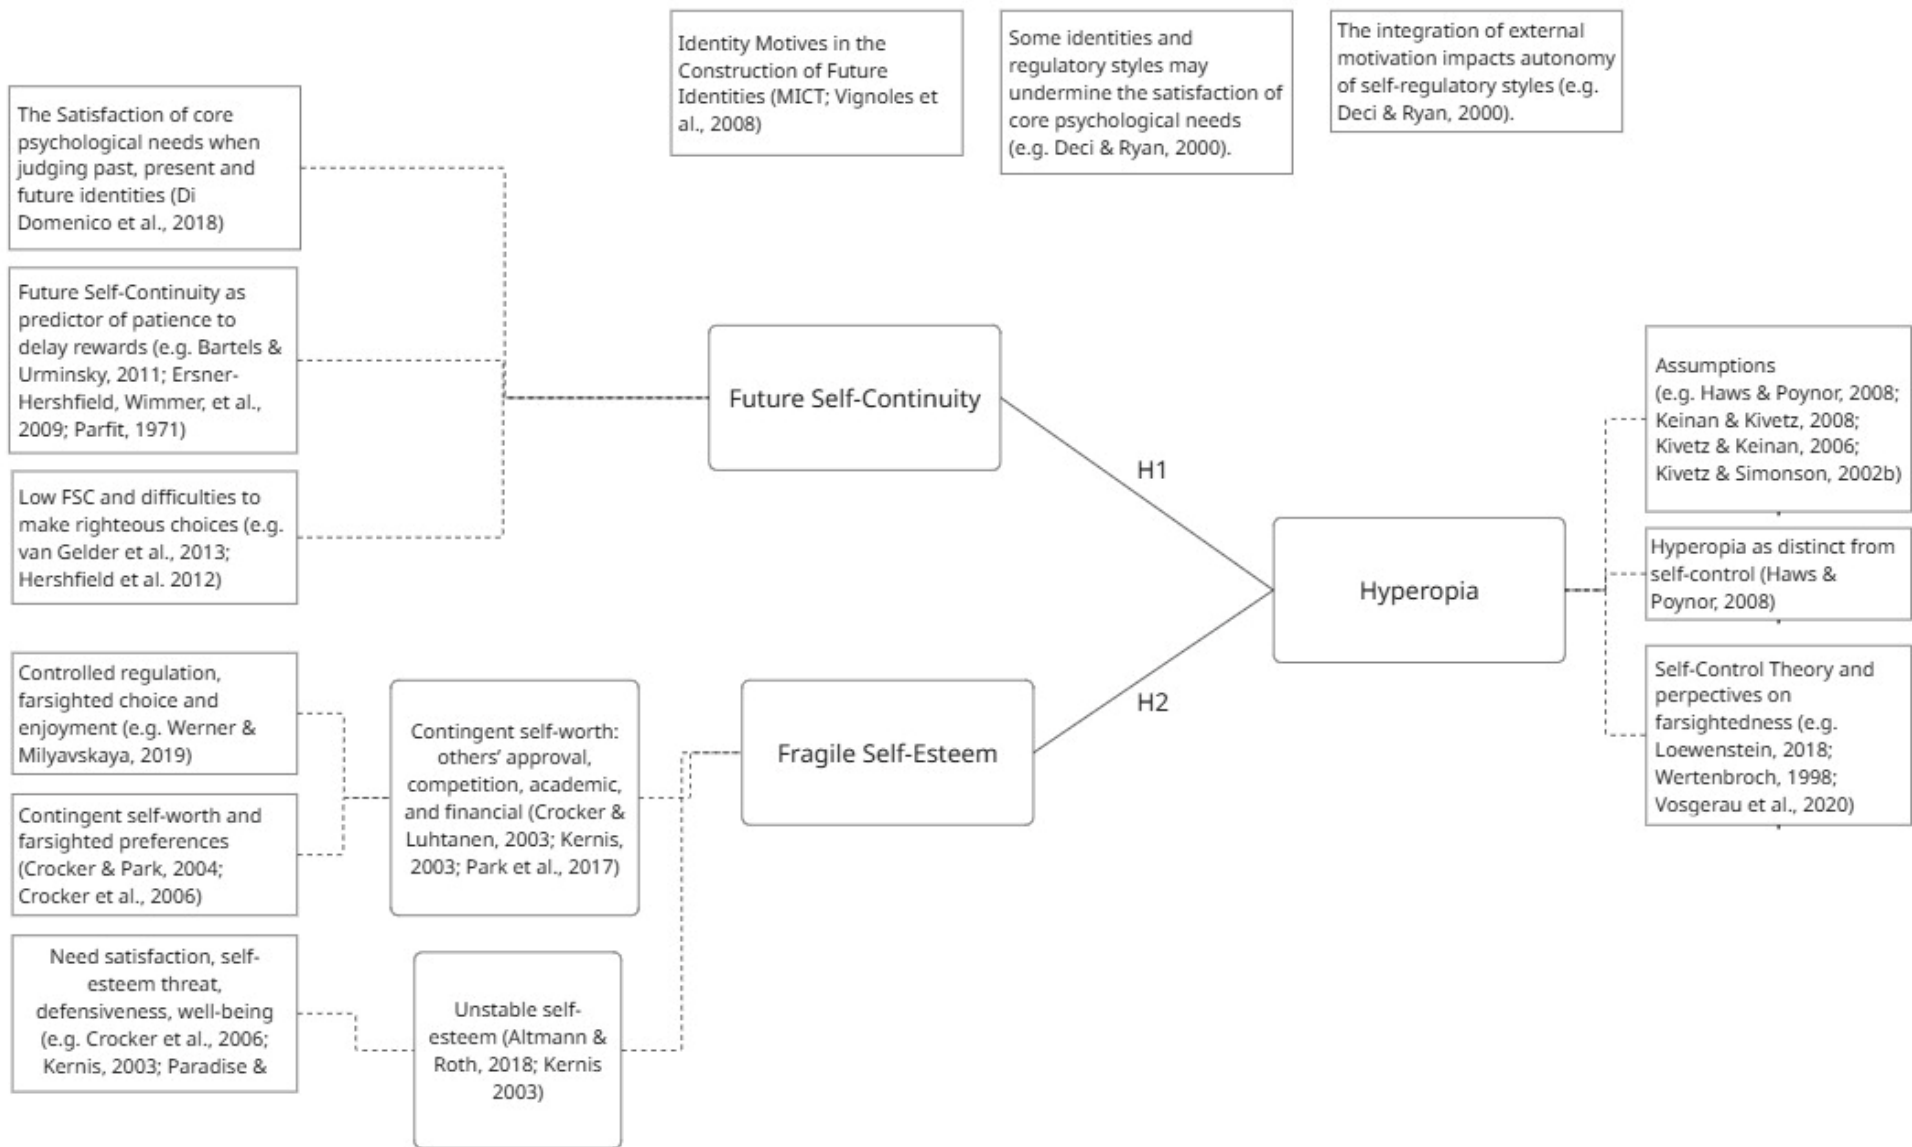 Identity Motives in the
Construction of Future
Identities (MICT; Vignoles et
al., 2008)
Some identities and
regulatory styles may
undermine the satisfaction of
core psychological needs
(e.g. Deci & Ryan, 2000).
The integration of external
motivation impacts autonomy
of self-regulatory styles (e.g.
Deci & Ryan, 2000).
The Satisfaction of core
psychological needs when
judging past, present and
future identities (Di
Domenico et al., 2018)
Future Self-Continuity as
predictor of patience to
delay rewards (e.g. Bartels &
Urminsky, 2011; Ersner-
Hershfield, Wimmer, et al.,
2009; Parfit, 1971)
Low FSC and difficulties to
make righteous choices (e.g.
van Gelder et al., 2013;
Hershfield et al. 2012)
Future Self-Continuity
H1
Hyperopia
Assumptions
(e.g. Haws & Poynor, 2008;
Keinan & Kivetz, 2008;
Kivetz & Keinan, 2006;
Kivetz & Simonson, 2002b)
Hyperopia as distinct from
self-control (Haws &
Poynor, 2008)
Self-Control Theory and
perpectives on
farsightedness (e.g.
Loewenstein, 2018;
Wertenbroch, 1998;
Vosgerau et al., 2020)
H2
Fragile Self-Esteem
Controlled regulation,
farsighted choice and
enjoyment (e.g. Werner &
Milyavskaya, 2019)
Contingent self-worth and
farsighted preferences
(Crocker & Park, 2004;
Crocker et al., 2006)
Contingent self-worth:
others’ approval,
competition, academic,
and financial (Crocker &
Luhtanen, 2003; Kernis,
2003; Park et al., 2017)
Need satisfaction, self-
esteem threat,
defensiveness, well-being
(e.g. Crocker et al., 2006;
Kernis, 2003; Paradise &
Unstable self-
esteem (Altmann &
Roth, 2018; Kernis
2003)